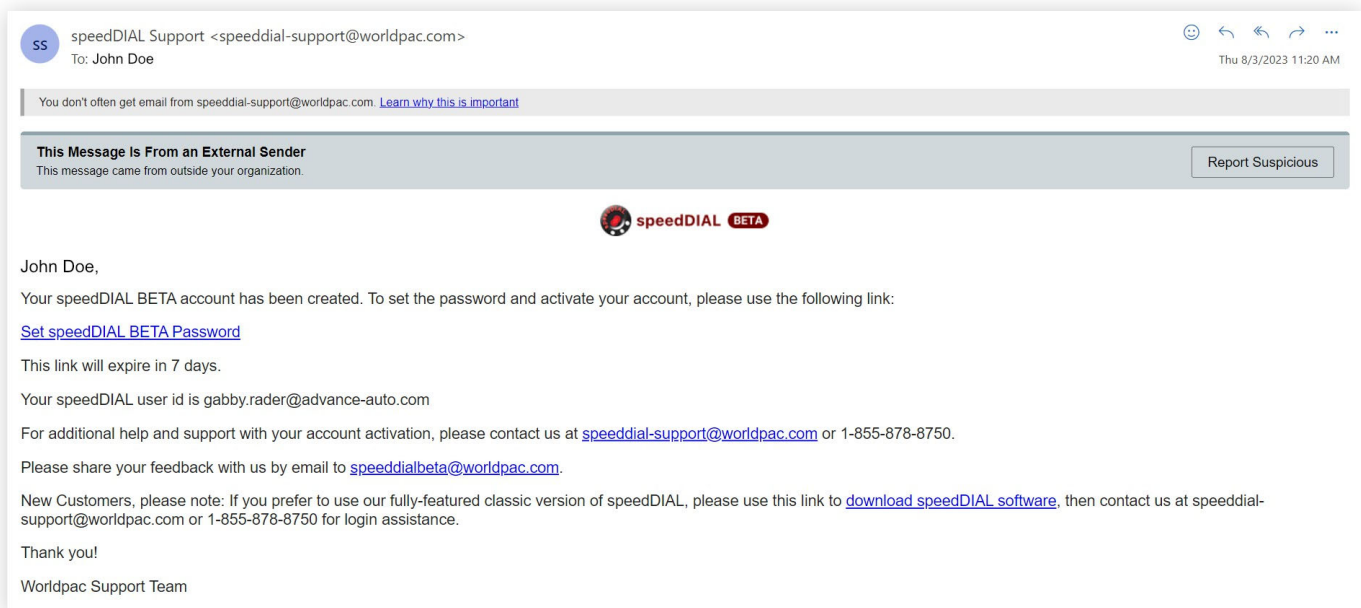 SS
speedDIAL Support <speeddial-support@worldpac.com>
To: John Doe
Thu 8/3/2023 11:20 AM
You don't often get email from speeddial-support@worldpac.com. Learn why this is important
This Message Is From an External Sender
This message came from outside your organization.
Report Suspicious
speedDIAL BETA
John Doe,
Your speedDIAL BETA account has been created. To set the password and activate your account, please use the following link:
Set speedDIAL BETA Password
This link will expire in 7 days.
Your speedDIAL user id is gabby.rader@advance-auto.com
For additional help and support with your account activation, please contact us at speeddial-support@worldpac.com or 1-855-878-8750.
Please share your feedback with us by email to speeddialbeta@worldpac.com.
New Customers, please note: If you prefer to use our fully-featured classic version of speedDIAL, please use this link to download speedDIAL software, then contact us at speeddial-
support@worldpac.com or 1-855-878-8750 for login assistance.
Thank you!
Worldpac Support Team